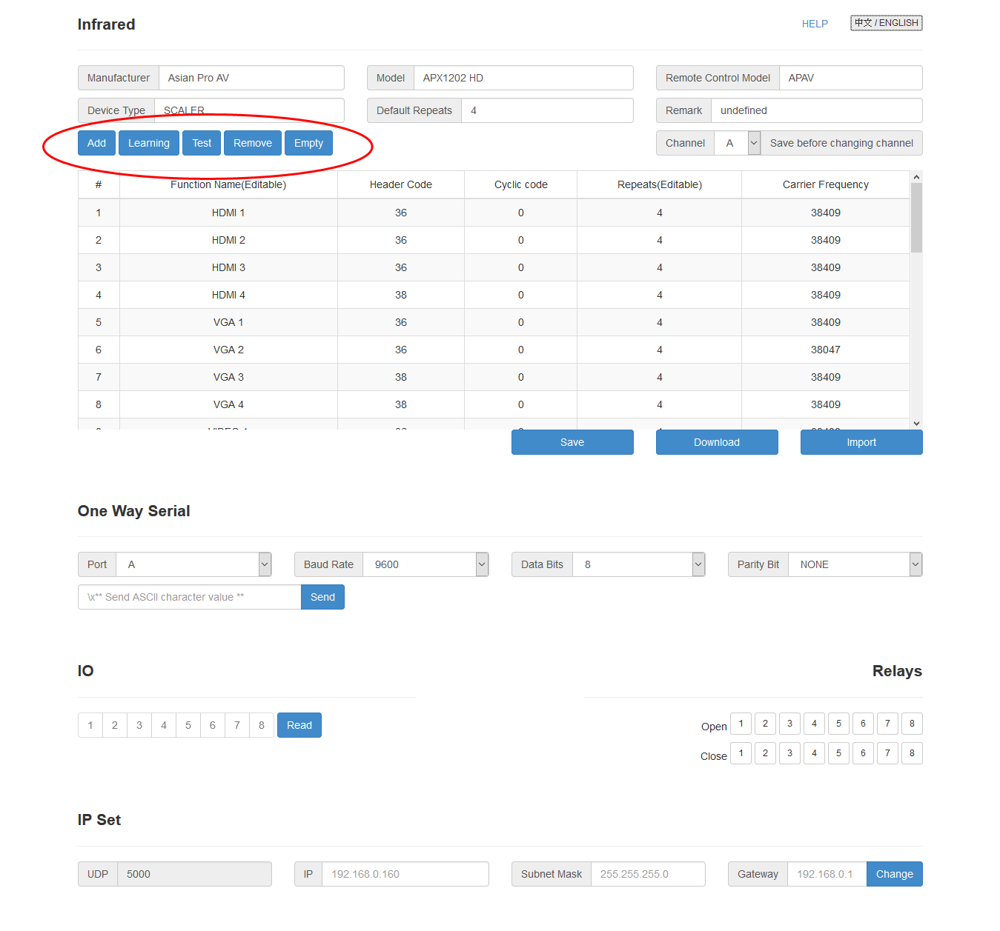 Infrared
HELP
中文 / ENGLISH
Manufacturer Asian Pro AV
Model APX1202 HD
Remote Control Model APAV
Device Type SCALER
Default Repeats 4
Remark undefined
Add Learning Test Remove Empty
Channel A Save before changing channel
# Function Name(Editable) Header Code Cyclic code Repeats(Editable) Carrier Frequency
1 HDMI 1 36 0 4 38409
2 HDMI 2 36 0 4 38409
3 HDMI 3 36 0 4 38409
4 HDMI 4 38 0 4 38409
5 VGA 1 36 0 4 38409
6 VGA 2 36 0 4 38047
7 VGA 3 38 0 4 38409
8 VGA 4 38 0 4 38409
Save Download Import
One Way Serial
Port A
Baud Rate 9600
Data Bits 8
Parity Bit NONE
\x** Send ASCII character value ** Send
IO
Relays
1 2 3 4 5 6 7 8 Read
Open 1 2 3 4 5 6 7 8
Close 1 2 3 4 5 6 7 8
IP Set
UDP 5000
IP 192.168.0.160
Subnet Mask 255.255.255.0
Gateway 192.168.0.1 Change